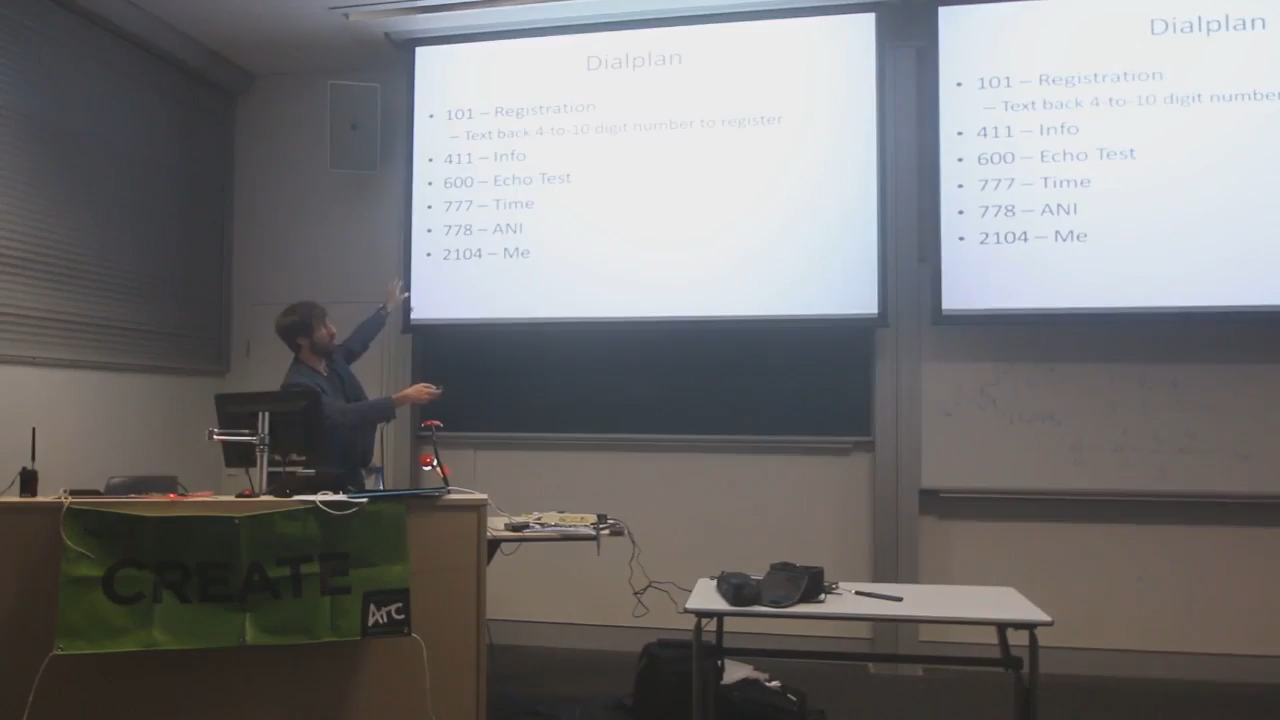 Dialplan
• 101 – Registration
– Text back 4-to-10 digit number to register
• 411 – Info
• 600 – Echo Test
• 777 – Time
• 778 – ANI
• 2104 – Me
Dialplan
• 101 – Registration
– Text back 4-to-10 digit number
• 411 – Info
• 600 – Echo Test
• 777 – Time
• 778 – ANI
• 2104 – Me
CREATE
Arc